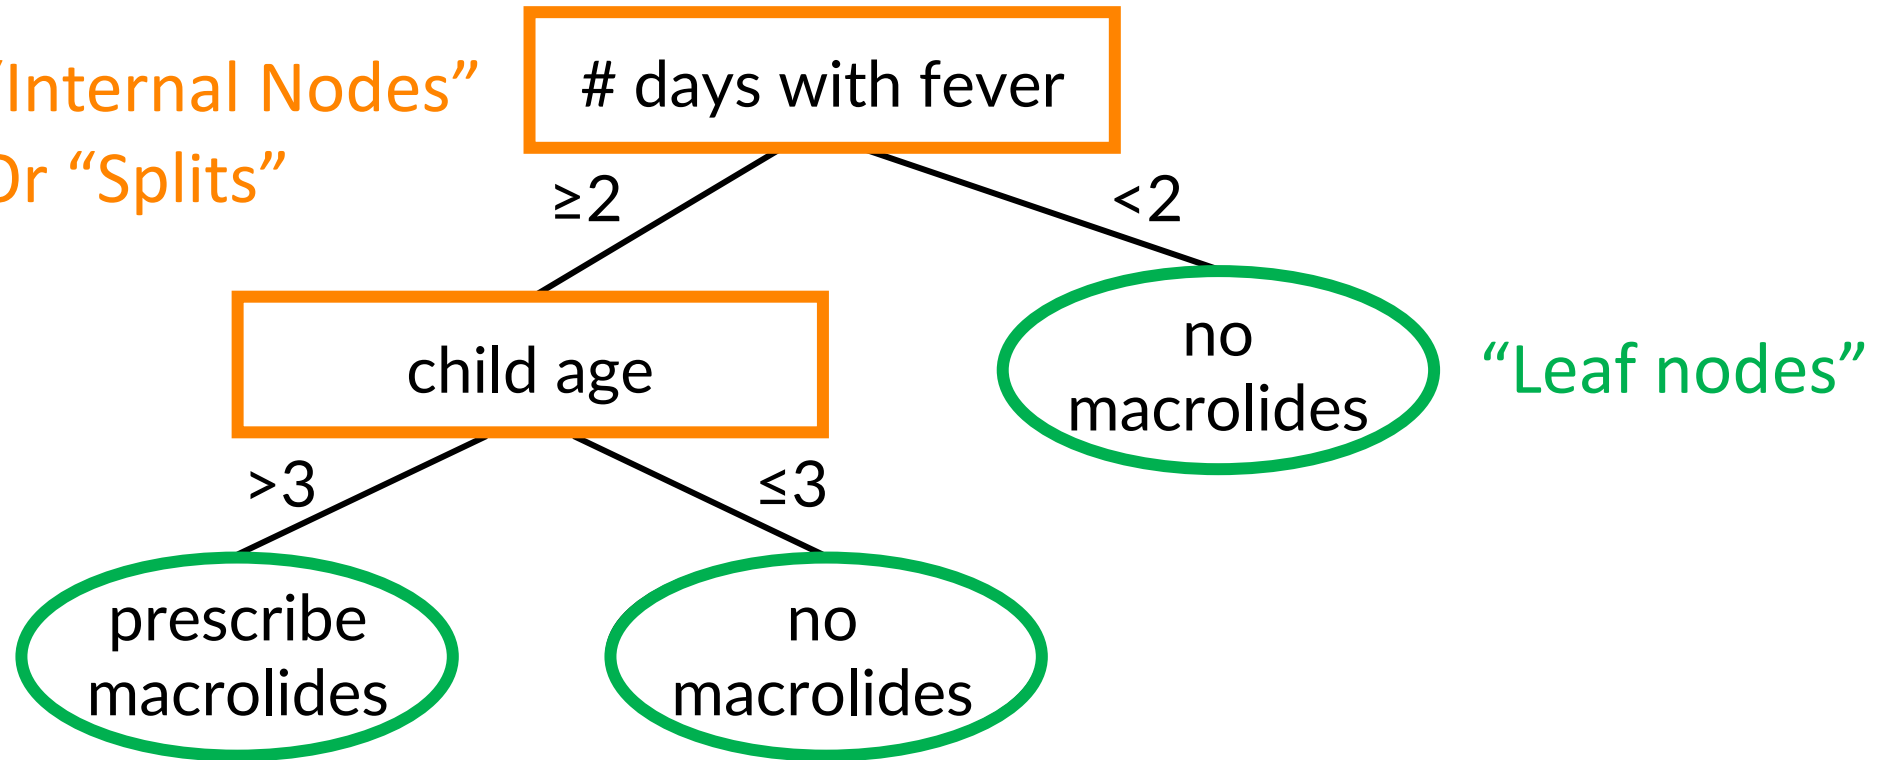 “Internal Nodes”
Or “Splits”
# days with fever
≥2
<2
child age
no
macrolides
“Leaf nodes”
>3
≤3
prescribe
macrolides
no
macrolides